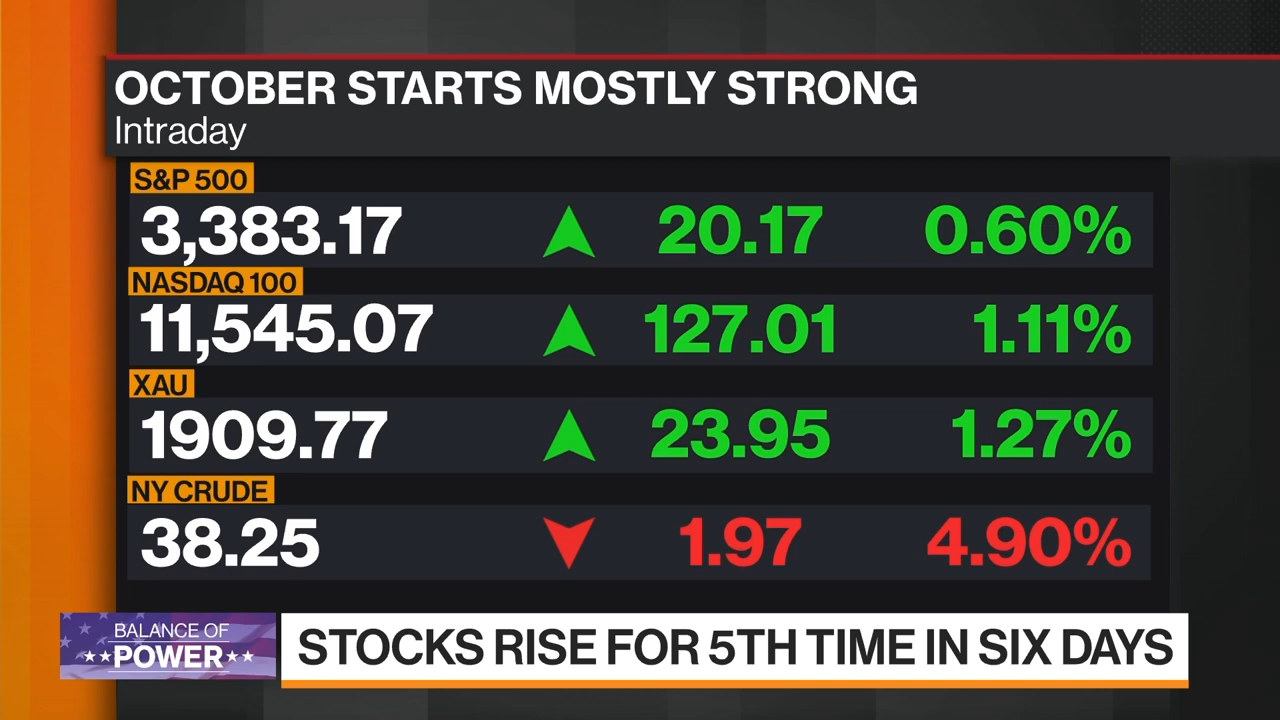 OCTOBER STARTS MOSTLY STRONG
Intraday
S&P 500
3,383.17 20.17 0.60%
NASDAQ 100
11,545.07 127.01 1.11%
XAU
1909.77 23.95 1.27%
NY CRUDE
38.25 1.97 4.90%
BALANCE OF
POWER
STOCKS RISE FOR 5TH TIME IN SIX DAYS